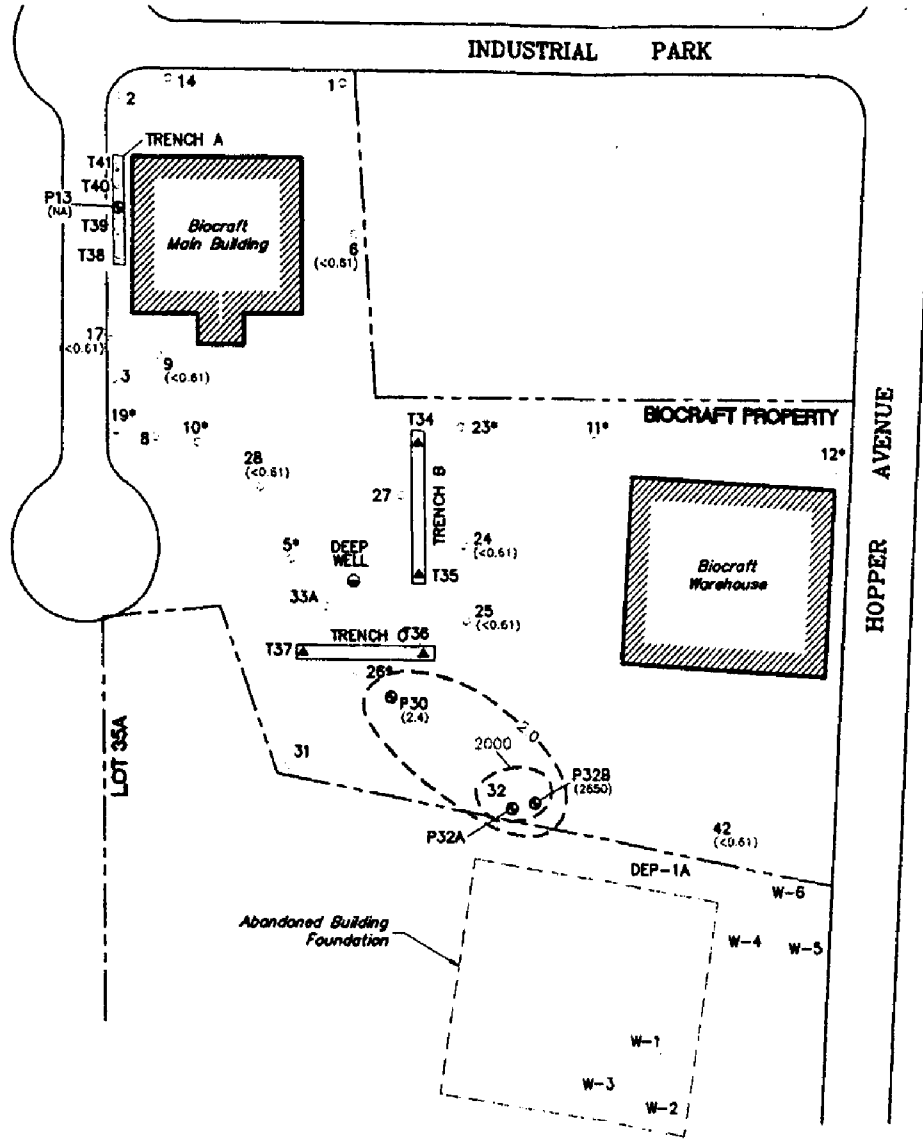 INDUSTRIAL PARK
14
1
2
TRENCH A
T41
T40
P13
(NA)
T39
T38
Biocraft
Main Building
6
(<0.61)
17
(<0.61)
9
(<0.61)
3
19*
8
10*
28
(<0.61)
T34
23*
11*
BIOCRAFT PROPERTY
12*
27
TRENCH B
24
(<0.61)
5*
DEEP
WELL
T35
33A
25
(<0.61)
Biocraft
Warehouse
HOPPER AVENUE
T37
TRENCH C
T36
26*
P30
(2.4)
2.0
LOT 35A
31
2000
32
P32B
(2650)
P32A
42
(<0.61)
DEP-1A
W-6
Abandoned Building
Foundation
W-4
W-5
W-1
W-3
W-2